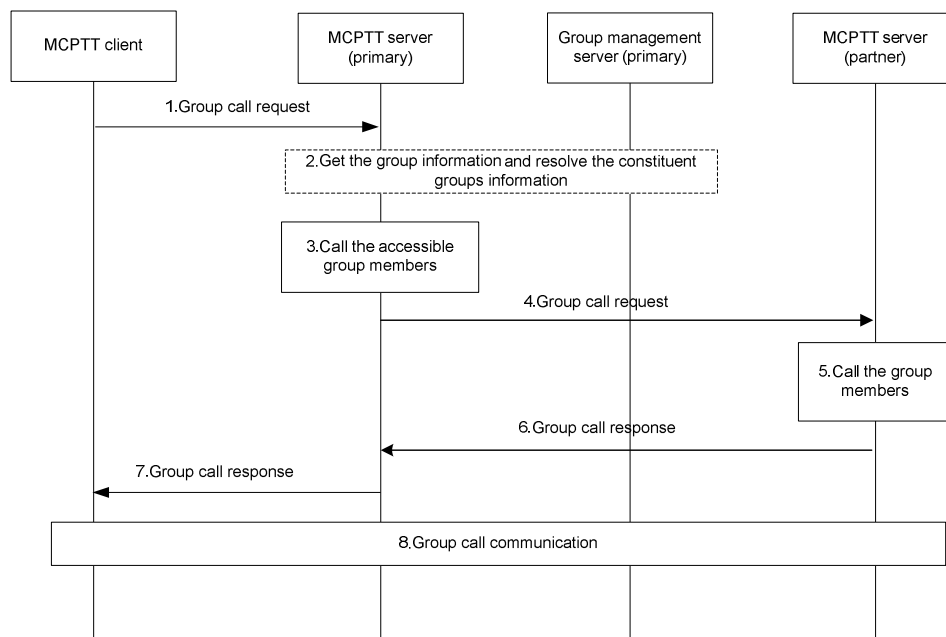 MCPTT client
MCPTT server
(primary)
Group management
server (primary)
MCPTT server
(partner)
1.Group call request
2.Get the group information and resolve the constituent
groups information
3.Call the accessible
group members
4.Group call request
5.Call the group
members
6.Group call response
7.Group call response
8.Group call communication